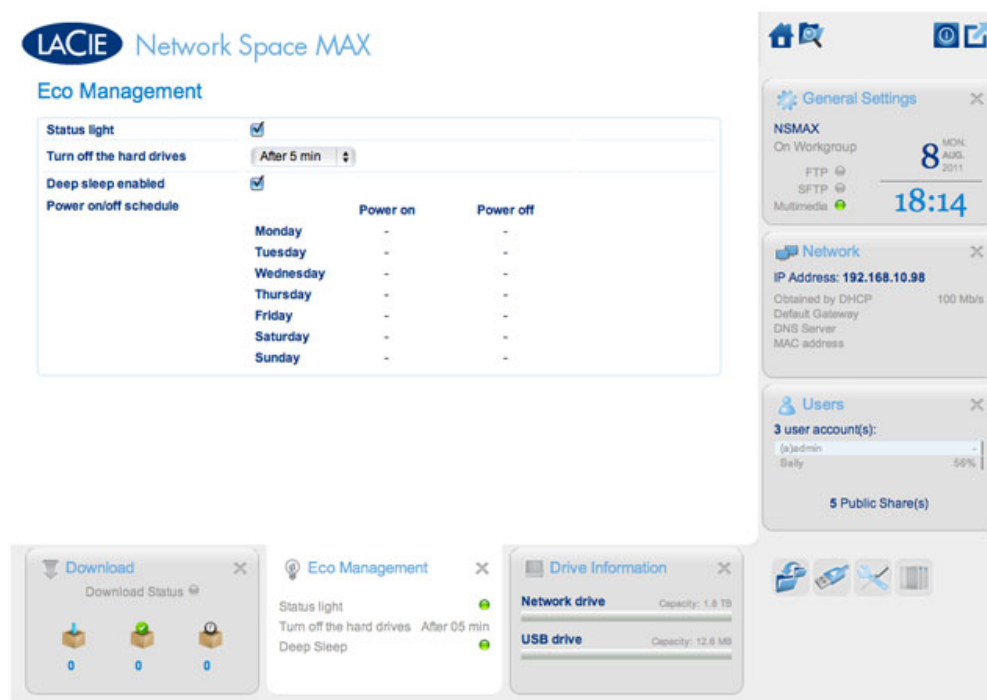 LACIE Network Space MAX
Eco Management
Status light
Turn off the hard drives After 5 min
Deep sleep enabled
Power on/off schedule
Power on Power off
Monday - -
Tuesday - -
Wednesday - -
Thursday - -
Friday - -
Saturday - -
Sunday - -
General Settings
NSMAX
On Workgroup
FTP
SFTP
Multimedia
8 MON. AUG. 2011
18:14
Network
IP Address: 192.168.10.98
Obtained by DHCP 100 Mb/s
Default Gateway
DNS Server
MAC address
Users
3 user account(s):
(a)admin -
Sally 56%
5 Public Share(s)
Download
Download Status
0 0 0
Eco Management
Status light
Turn off the hard drives After 05 min
Deep Sleep
Drive Information
Network drive Capacity: 1.8 TB
USB drive Capacity: 12.6 MB